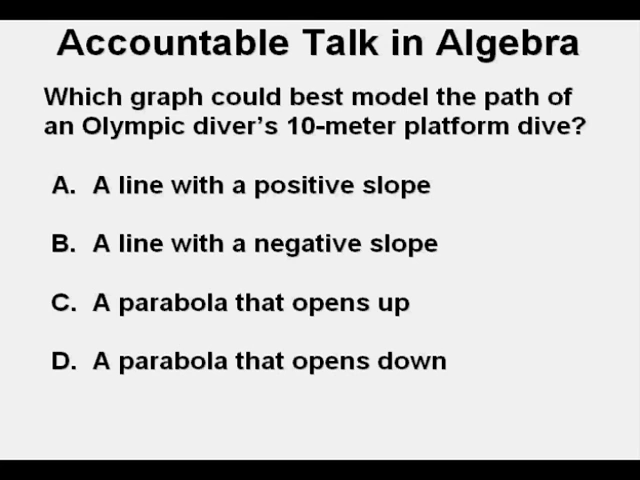 Accountable Talk in Algebra
Which graph could best model the path of
an Olympic diver's 10-meter platform dive?
A. A line with a positive slope
B. A line with a negative slope
C. A parabola that opens up
D. A parabola that opens down